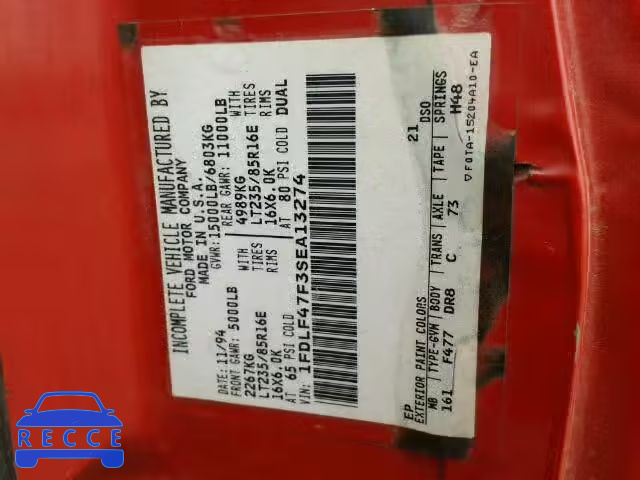 INCOMPLETE VEHICLE MANUFACTURED BY
FORD MOTOR COMPANY
MADE IN U.S.A.
DATE: 11/94 GVWR: 15000LB/6803KG
FRONT GAWR: 5000LB REAR GAWR: 11000LB
2267KG WITH 4989KG WITH
LT235/85R16E TIRES LT235/85R16E TIRES
16X6.0K RIMS 16X6.0K RIMS
AT 65 PSI COLD AT 80 PSI COLD DUAL
VIN: 1FDLF47F3SEA13274
EP 21
EXTERIOR PAINT COLORS DSO
WB TYPE-GVW BODY TRANS AXLE TAPE SPRINGS
161 F477 DR8 C 73 M48
▽F0TA-15204A10-EA
RECCE